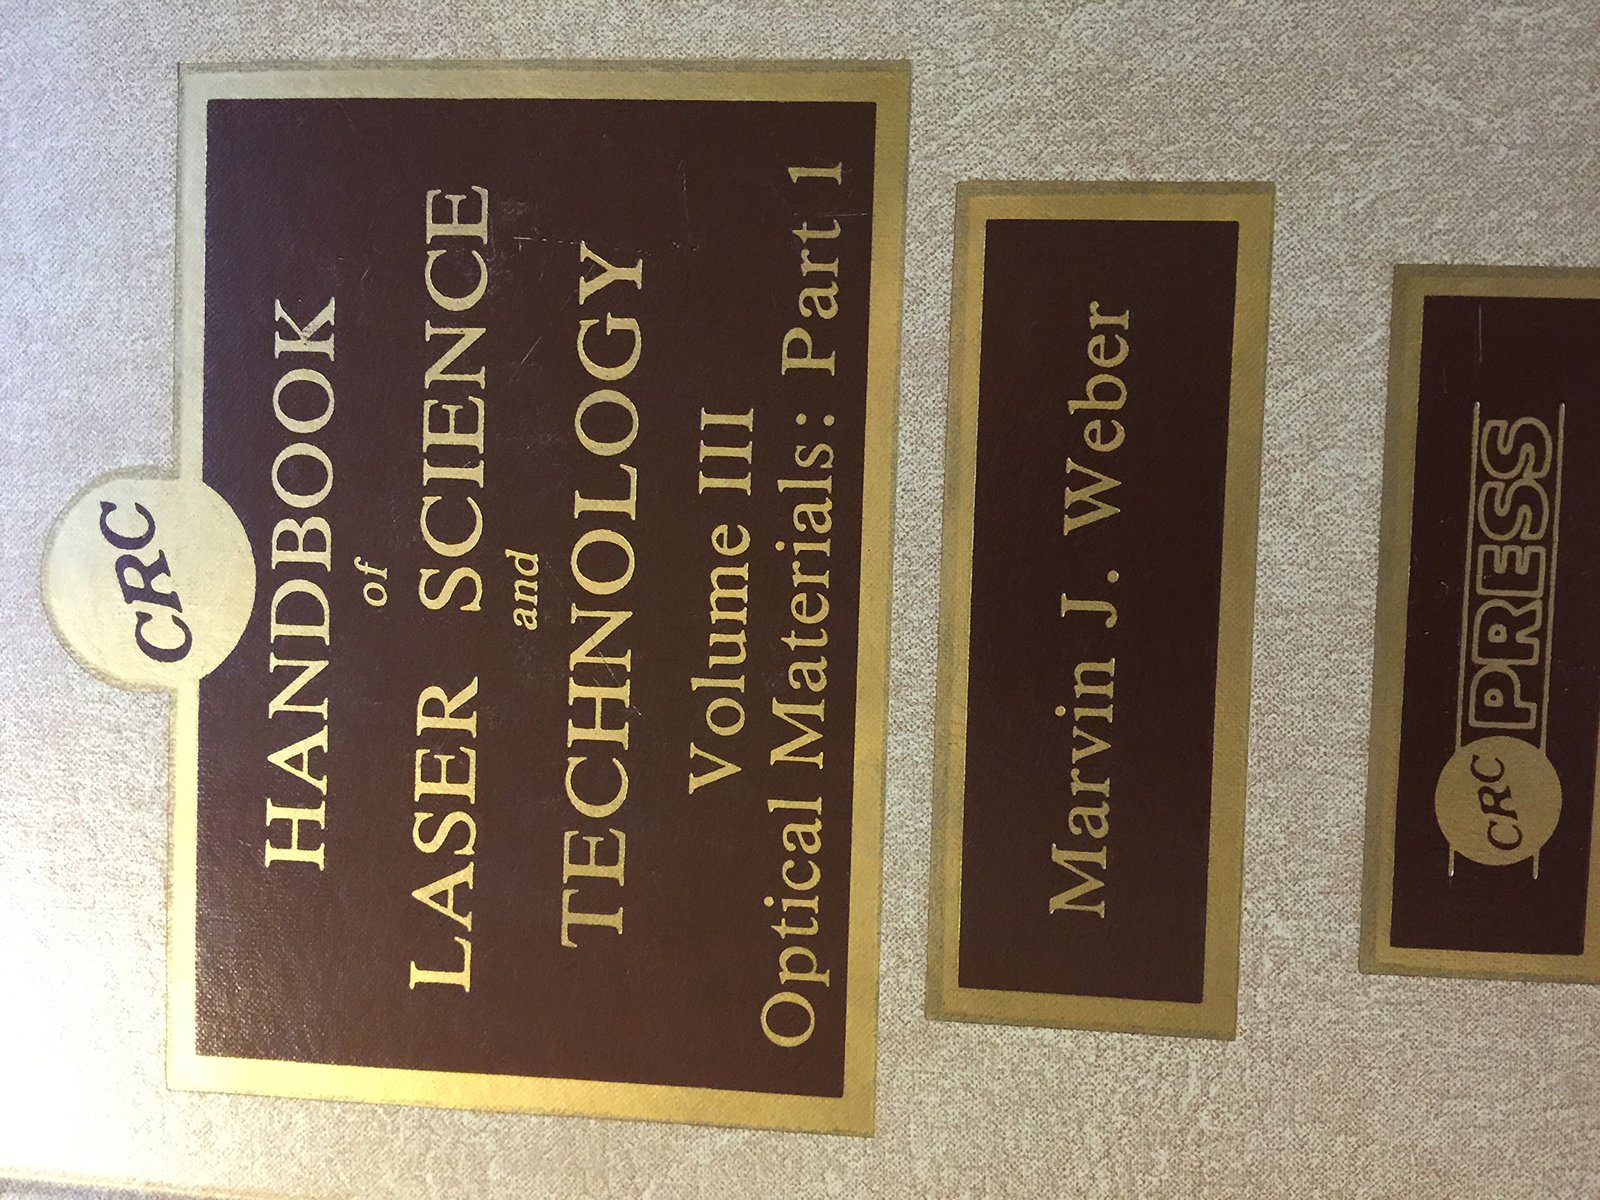 CRC
HANDBOOK
of
LASER SCIENCE
and
TECHNOLOGY
Volume III
Optical Materials: Part 1
Marvin J. Weber
CRC PRESS